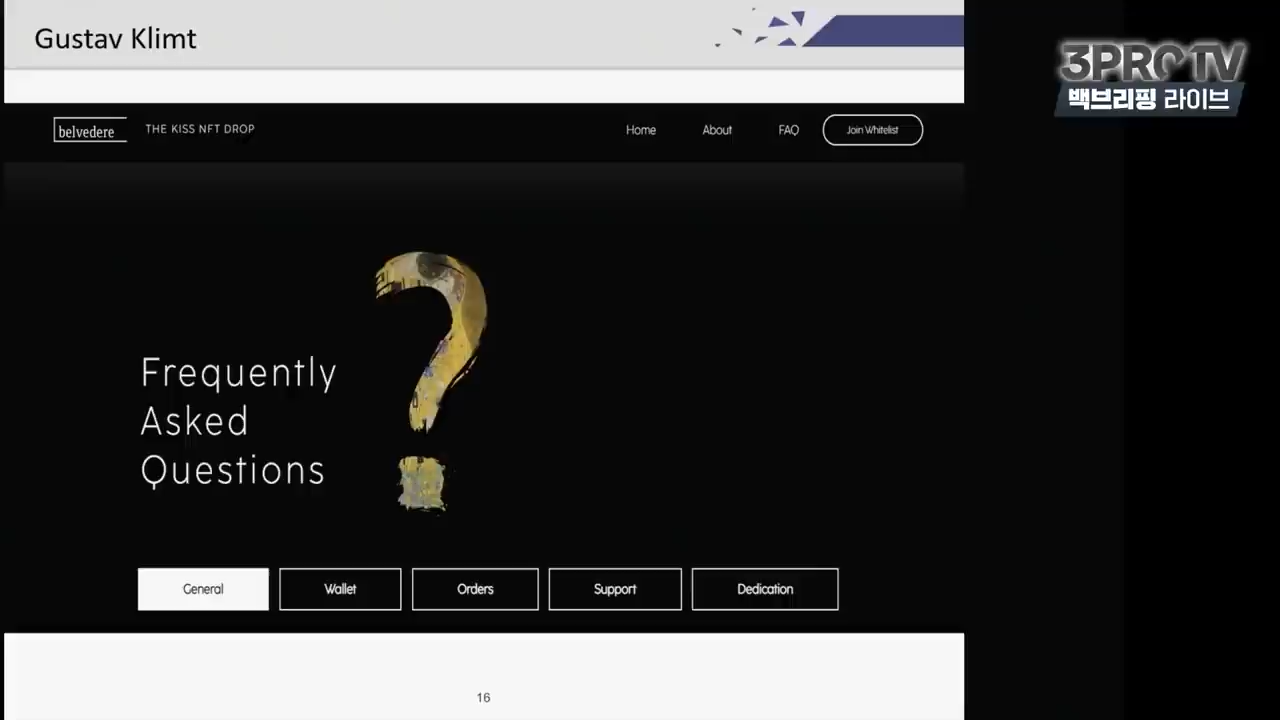 Gustav Klimt
3PROTV
백브리핑 라이브
belvedere
THE KISS NFT DROP
Home
About
FAQ
Join Whitelist
Frequently
Asked
Questions
?
General
Wallet
Orders
Support
Dedication
16